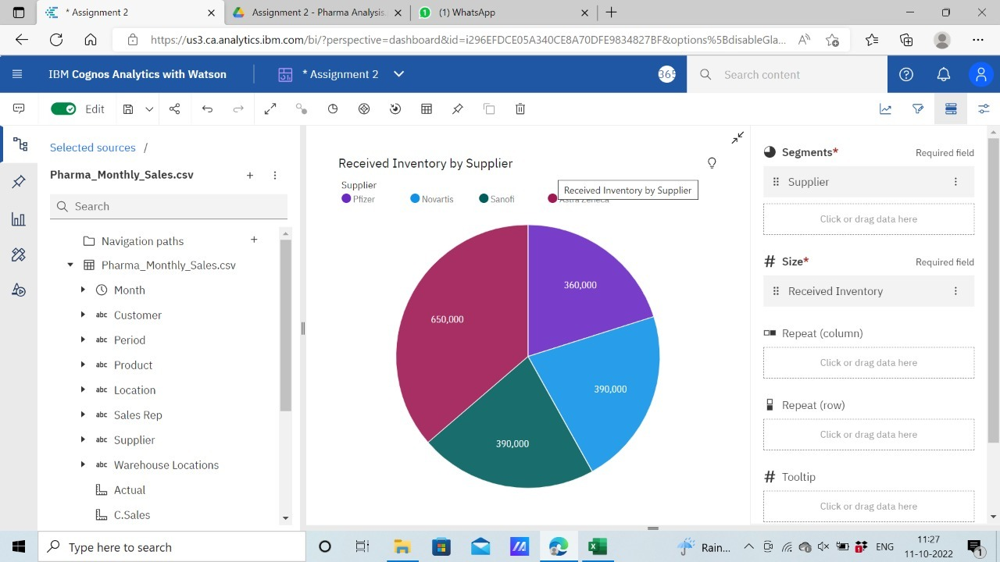 * Assignment 2
Assignment 2 - Google Drive
1 (1) WhatsApp
https://us3.ca.analytics.ibm.com/bi/?perspective=dashboard&id=i296EFDCE05A340CE8A70DFE9834827BF&options%5BdisableGla...
IBM Cognos Analytics with Watson
* Assignment 2
365
Search content
Edit
Selected sources /
Pharma_Monthly_Sales.csv
Search
Navigation paths
Pharma_Monthly_Sales.csv
Month
abc Customer
abc Period
abc Product
abc Location
abc Sales Rep
abc Supplier
abc Warehouse Locations
Actual
C.Sales
Received Inventory by Supplier
Supplier
Received Inventory by Supplier
Pfizer Novartis Sanofi Astra Zeneca
360,000
650,000
390,000
390,000
Segments* Required field
Supplier
Click or drag data here
# Size* Required field
Received Inventory
Repeat (column)
Click or drag data here
Repeat (row)
Click or drag data here
# Tooltip
Click or drag data here
Type here to search
Rain...
ENG
11:27
11-10-2022
1